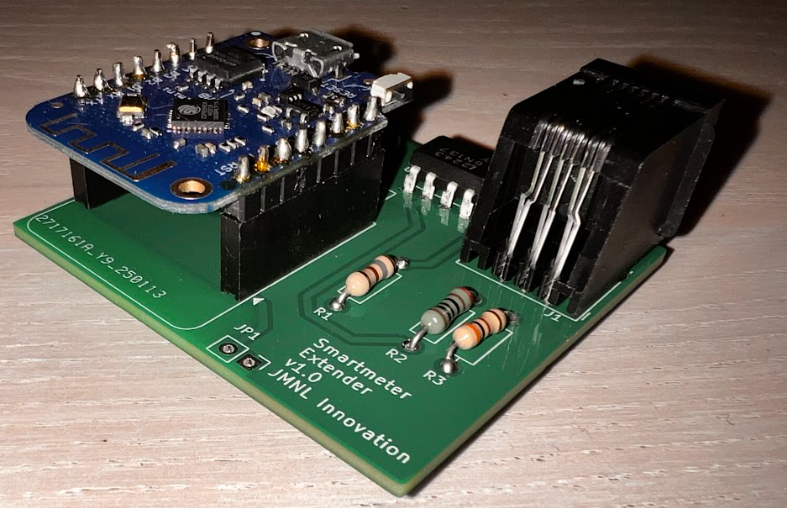 2717161A_Y9_250113
J1
R1
R2
R3
JP1
Smartmeter
Extender
v1.0
JMNL Innovation